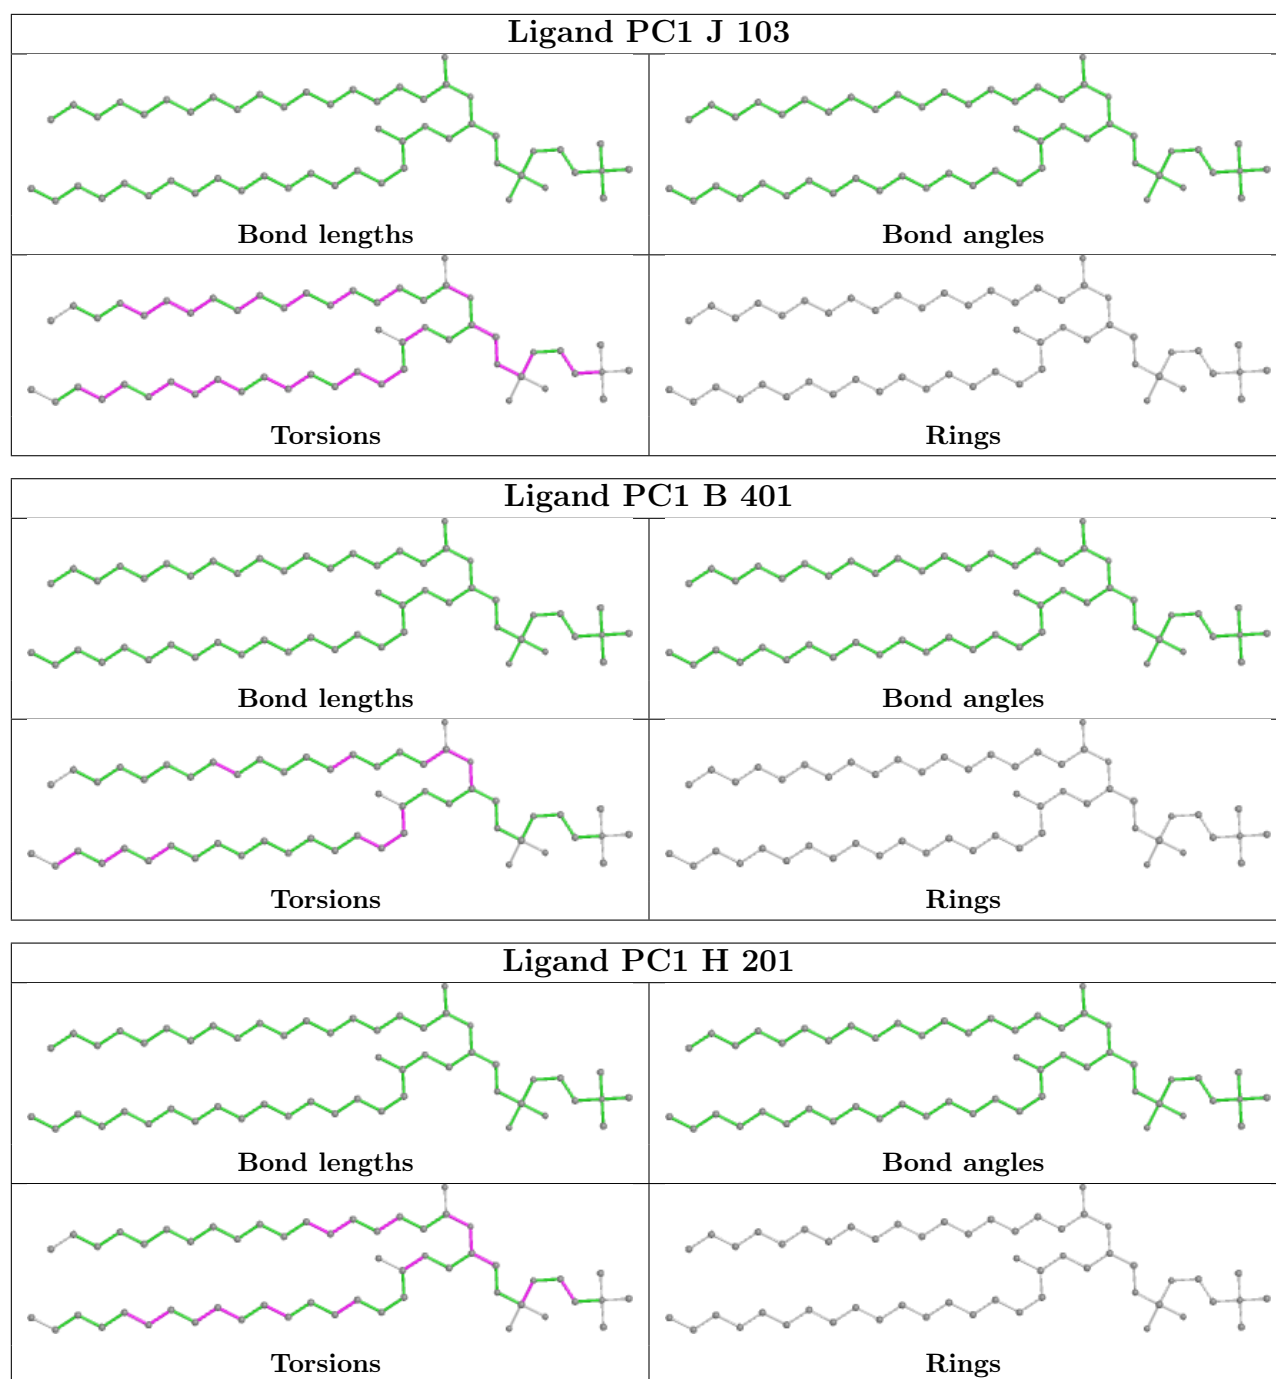 Ligand PC1 J 103
Bond lengths
Bond angles
Torsions
Rings
Ligand PC1 B 401
Bond lengths
Bond angles
Torsions
Rings
Ligand PC1 H 201
Bond lengths
Bond angles
Torsions
Rings